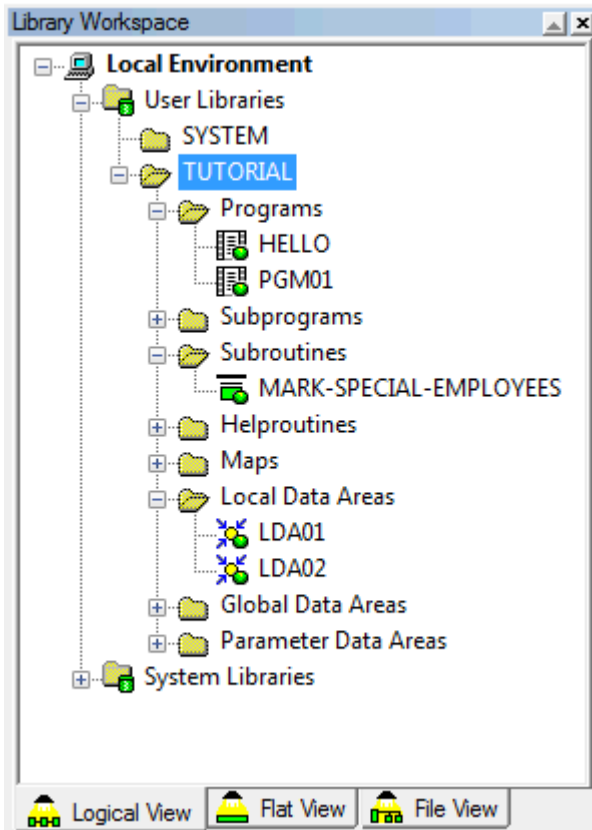 Library Workspace
Local Environment
User Libraries
SYSTEM
TUTORIAL
Programs
HELLO
PGM01
Subprograms
Subroutines
MARK-SPECIAL-EMPLOYEES
Helproutines
Maps
Local Data Areas
LDA01
LDA02
Global Data Areas
Parameter Data Areas
System Libraries
Logical View Flat View File View